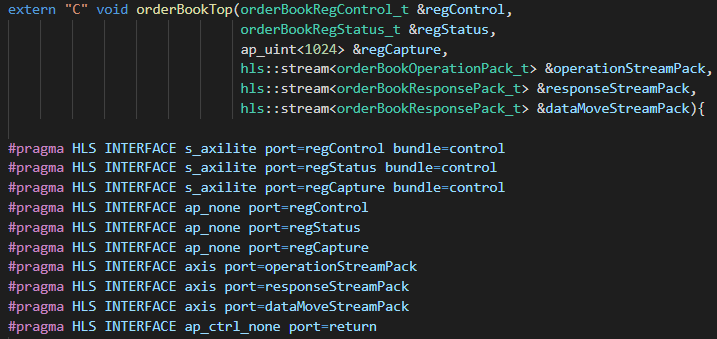 extern "C" void orderBookTop(orderBookRegControl_t &regControl,
orderBookRegStatus_t &regStatus,
ap_uint<1024> &regCapture,
hls::stream<orderBookOperationPack_t> &operationStreamPack,
hls::stream<orderBookResponsePack_t> &responseStreamPack,
hls::stream<orderBookResponsePack_t> &dataMoveStreamPack){
#pragma HLS INTERFACE s_axilite port=regControl bundle=control
#pragma HLS INTERFACE s_axilite port=regStatus bundle=control
#pragma HLS INTERFACE s_axilite port=regCapture bundle=control
#pragma HLS INTERFACE ap_none port=regControl
#pragma HLS INTERFACE ap_none port=regStatus
#pragma HLS INTERFACE ap_none port=regCapture
#pragma HLS INTERFACE axis port=operationStreamPack
#pragma HLS INTERFACE axis port=responseStreamPack
#pragma HLS INTERFACE axis port=dataMoveStreamPack
#pragma HLS INTERFACE ap_ctrl_none port=return